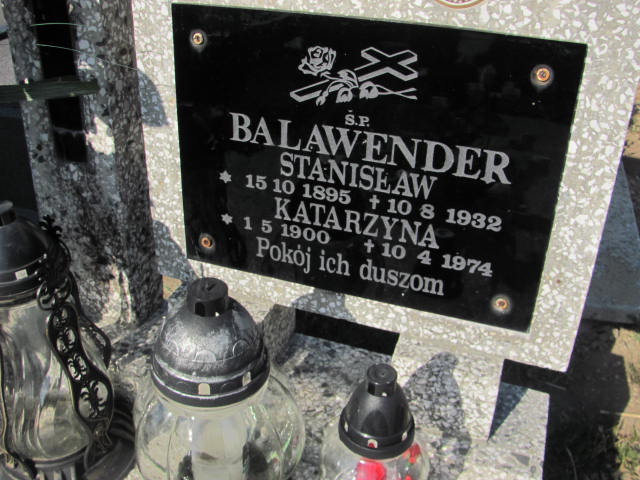 Ś.P.
BALAWENDER
STANISŁAW
* 15 10 1895 † 10 8 1932
KATARZYNA
* 1 5 1900 † 10 4 1974
Pokój ich duszom